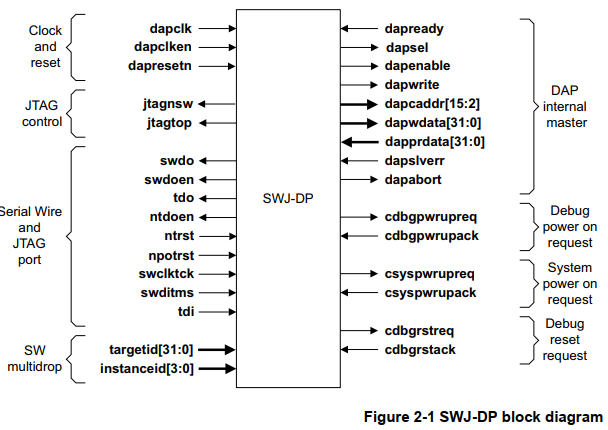 Clock
and
reset
dapclk
dapclken
dapresetn
JTAG
control
jtagnsw
jtagtop
Serial Wire
and
JTAG
port
swdo
swdoen
tdo
ntdoen
ntrst
npotrst
swclktck
swditms
tdi
SW
multidrop
targetid[31:0]
instanceid[3:0]
SWJ-DP
dapready
dapsel
dapenable
dapwrite
dapcaddr[15:2]
dapwdata[31:0]
dapprdata[31:0]
dapslverr
dapabort
DAP
internal
master
cdbgpwrupreq
cdbgpwrupack
Debug
power on
request
csyspwrupreq
csyspwrupack
System
power on
request
cdbgrstreq
cdbgrstack
Debug
reset
request
Figure 2-1 SWJ-DP block diagram